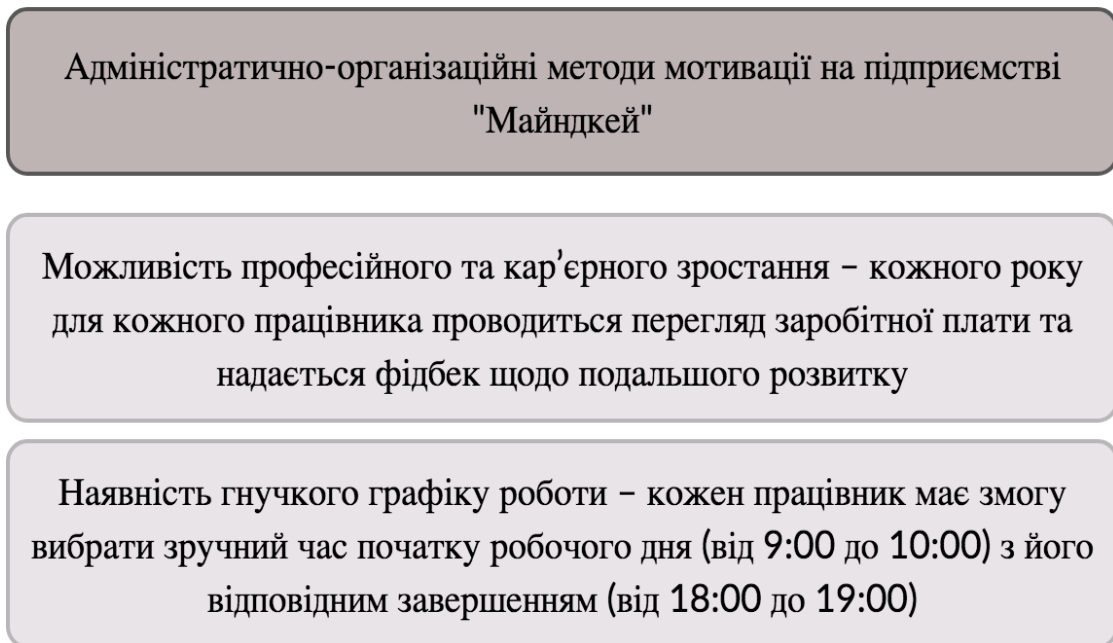 Адміністратично-організаційні методи мотивації на підприємстві
"Майндкей"
Можливість професійного та кар’єрного зростання – кожного року
для кожного працівника проводиться перегляд заробітної плати та
надається фідбек щодо подальшого розвитку
Наявність гнучкого графіку роботи – кожен працівник має змогу
вибрати зручний час початку робочого дня (від 9:00 до 10:00) з його
відповідним завершенням (від 18:00 до 19:00)